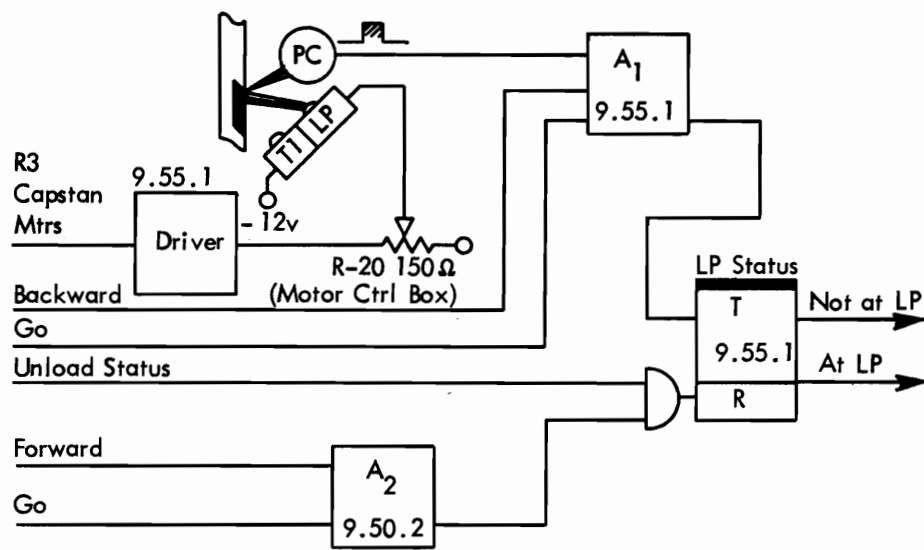 PC
A1
9.55.1
T1 LP
R3
Capstan
Mtrs
9.55.1
Driver
- 12v
R-20 150Ω
(Motor Ctrl Box)
Backward
Go
LP Status
T
9.55.1
R
Not at LP
At LP
Unload Status
Forward
Go
A2
9.50.2